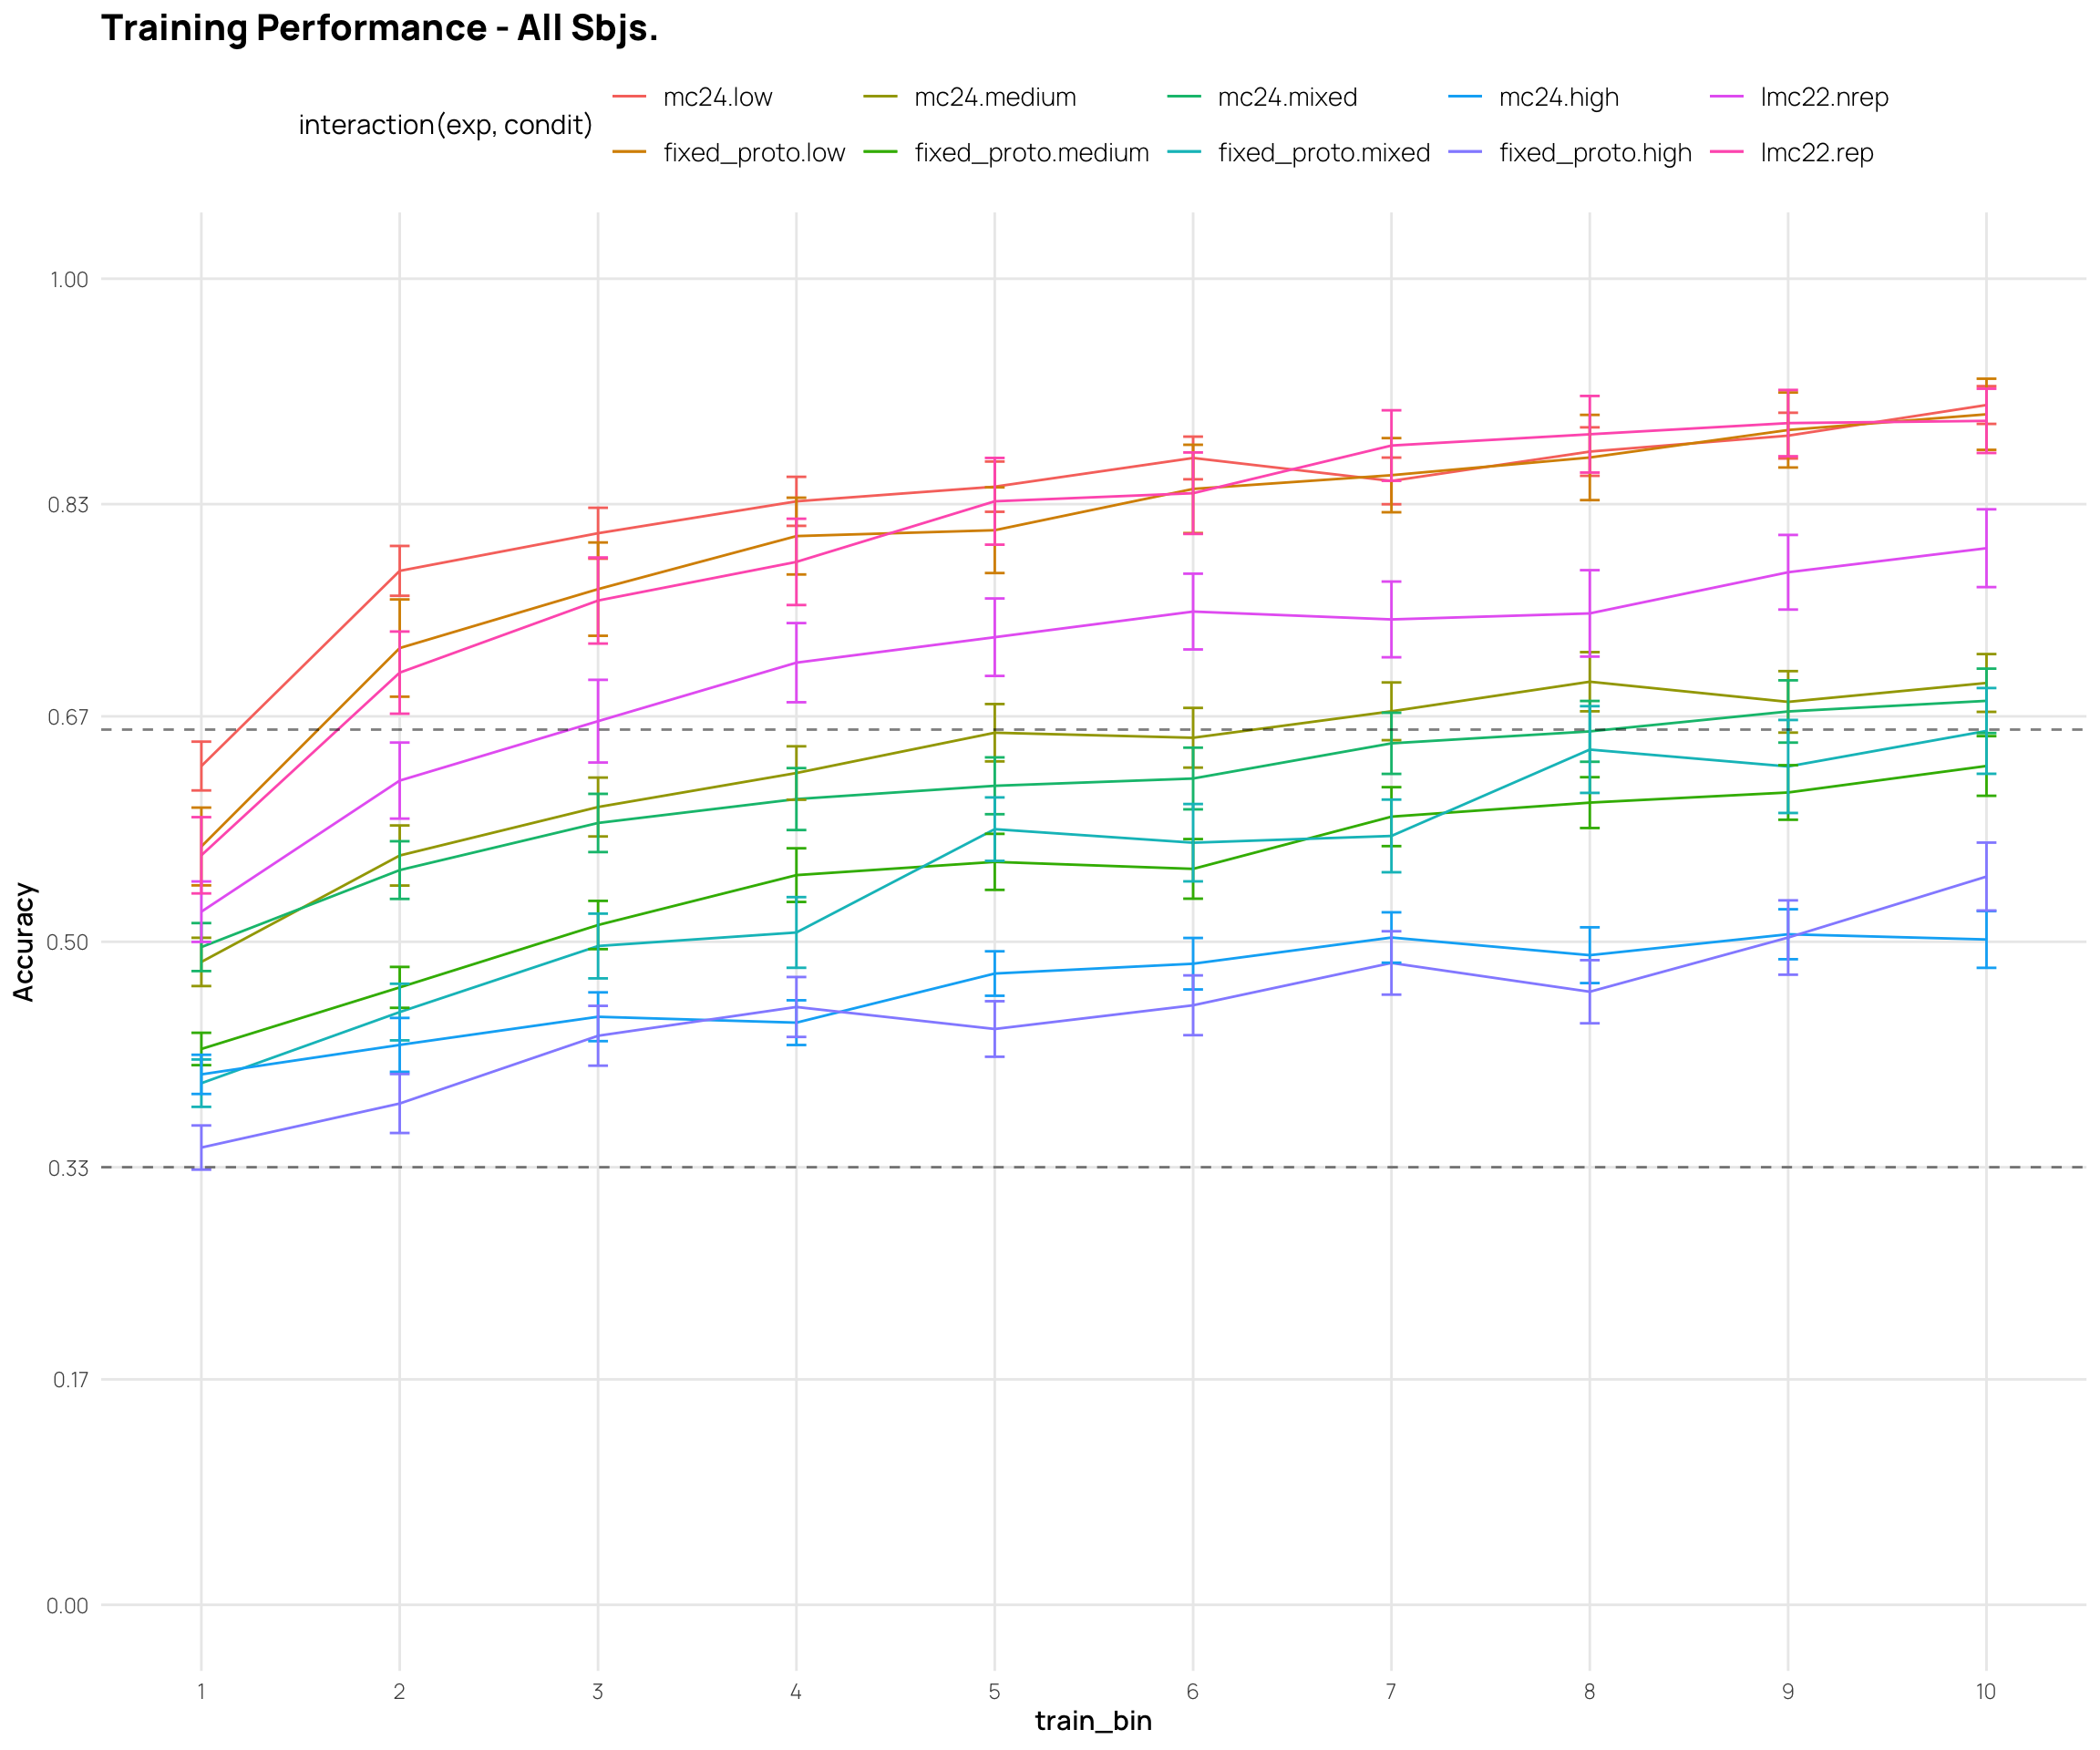 Training Performance - All Sbjs.
interaction(exp, condit)
mc24.low mc24.medium mc24.mixed mc24.high lmc22.nrep
fixed_proto.low fixed_proto.medium fixed_proto.mixed fixed_proto.high lmc22.rep
1.00
0.83
0.67
0.50
0.33
0.17
0.00
Accuracy
1 2 3 4 5 6 7 8 9 10
train_bin